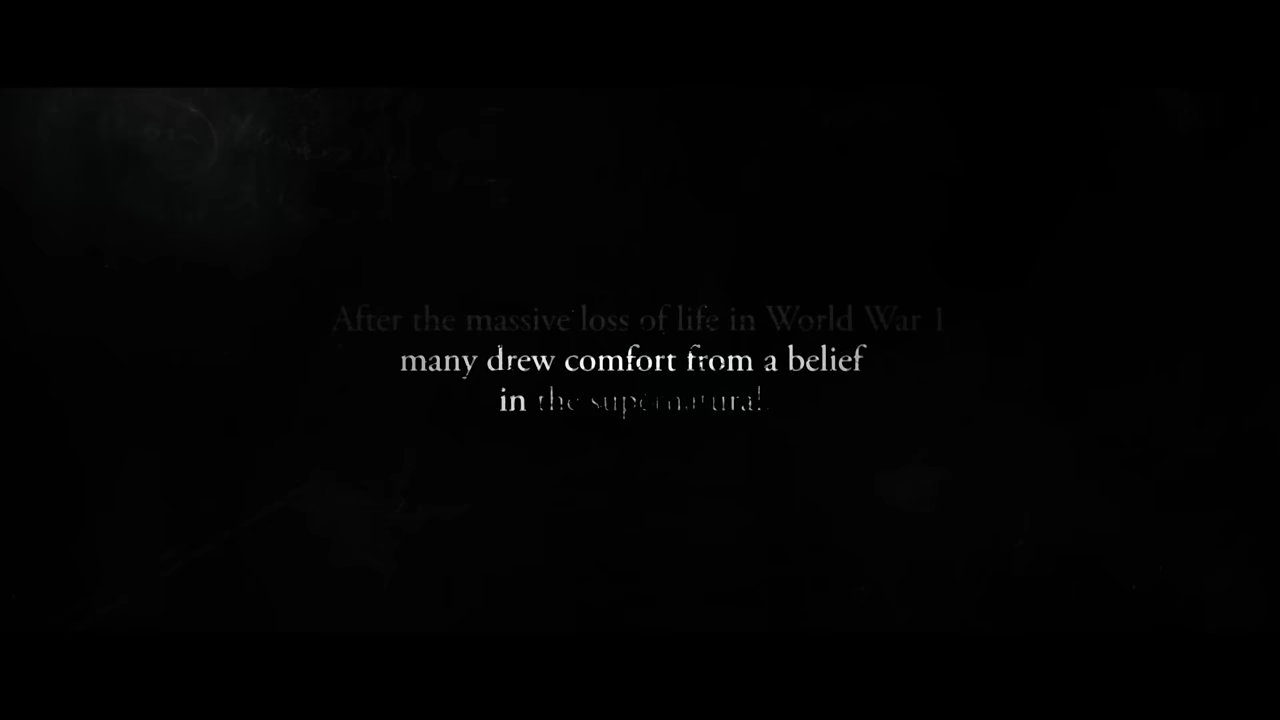 After the massive loss of life in World War 1
many drew comfort from a belief
in the supernatural.